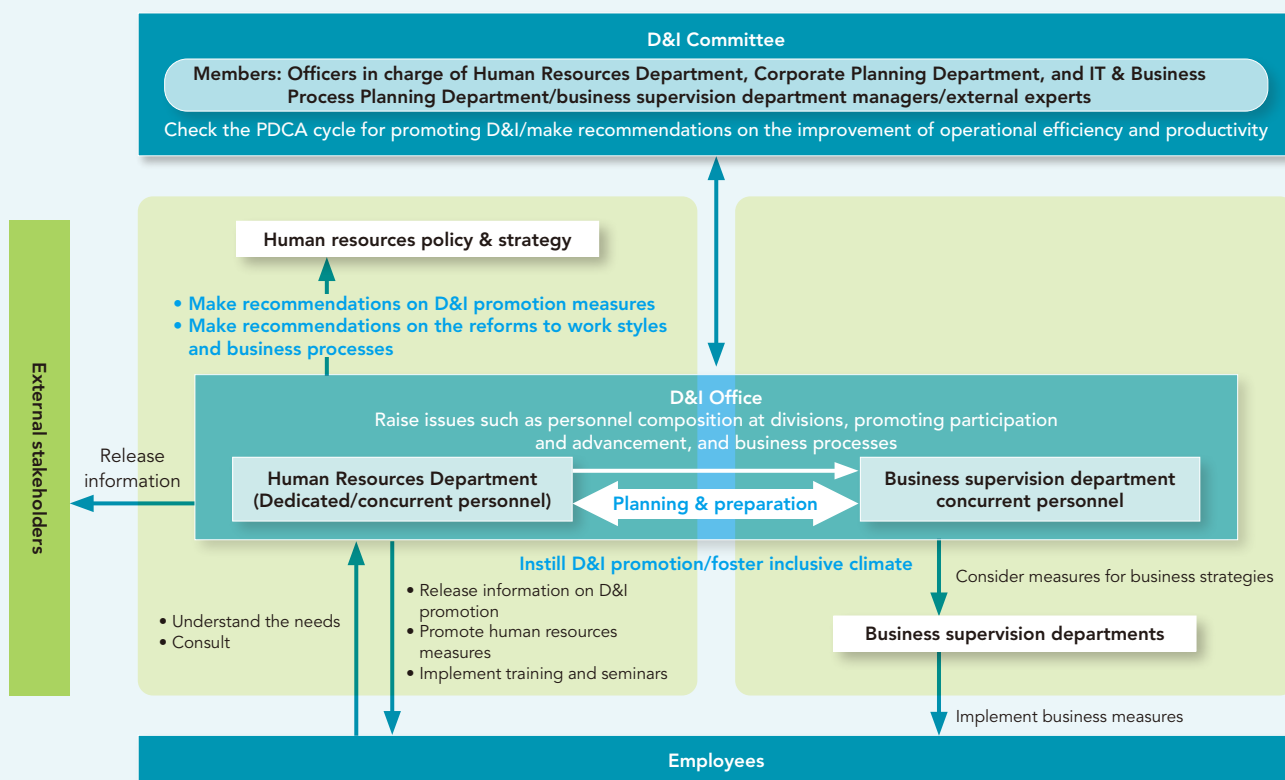 D&I Committee
Members: Officers in charge of Human Resources Department, Corporate Planning Department, and IT & Business
Process Planning Department/business supervision department managers/external experts
Check the PDCA cycle for promoting D&I/make recommendations on the improvement of operational efficiency and productivity
External stakeholders
Human resources policy & strategy
• Make recommendations on D&I promotion measures
• Make recommendations on the reforms to work styles
and business processes
D&I Office
Raise issues such as personnel composition at divisions, promoting participation
and advancement, and business processes
Release
information
Human Resources Department
(Dedicated/concurrent personnel)
Planning & preparation
Business supervision department
concurrent personnel
Instill D&I promotion/foster inclusive climate
• Understand the needs
• Consult
• Release information on D&I
promotion
• Promote human resources
measures
• Implement training and seminars
Consider measures for business strategies
Business supervision departments
Implement business measures
Employees